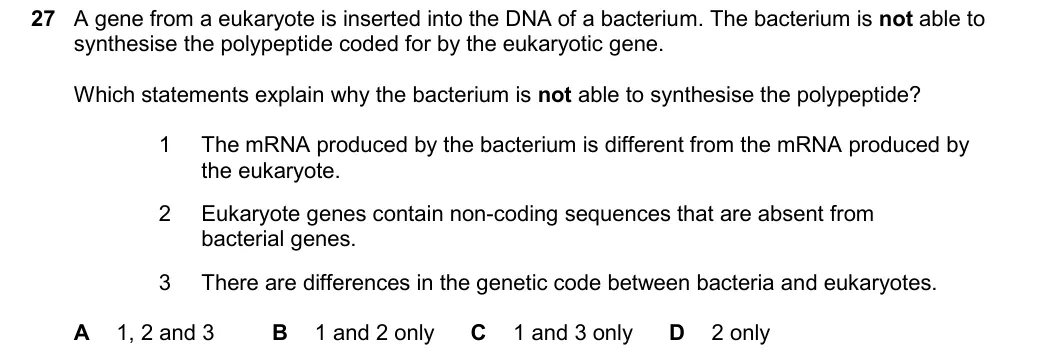 27 A gene from a eukaryote is inserted into the DNA of a bacterium. The bacterium is not able to
synthesise the polypeptide coded for by the eukaryotic gene.
Which statements explain why the bacterium is not able to synthesise the polypeptide?
1 The mRNA produced by the bacterium is different from the mRNA produced by
the eukaryote.
2 Eukaryote genes contain non-coding sequences that are absent from
bacterial genes.
3 There are differences in the genetic code between bacteria and eukaryotes.
A 1, 2 and 3 B 1 and 2 only C 1 and 3 only D 2 only